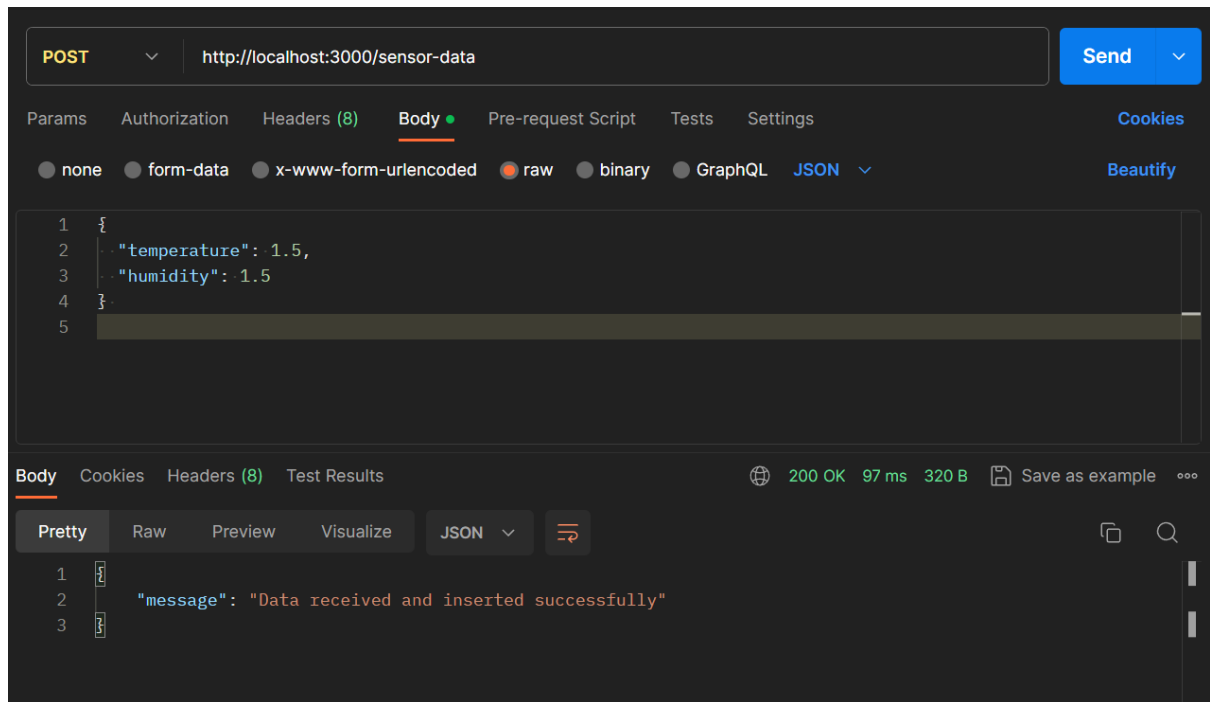 POST http://localhost:3000/sensor-data Send
Params Authorization Headers (8) Body Pre-request Script Tests Settings Cookies
none form-data x-www-form-urlencoded raw binary GraphQL JSON Beautify
1 {
2 "temperature": 1.5,
3 "humidity": 1.5
4 }
5
Body Cookies Headers (8) Test Results 200 OK 97 ms 320 B Save as example
Pretty Raw Preview Visualize JSON
1 {
2 "message": "Data received and inserted successfully"
3 }